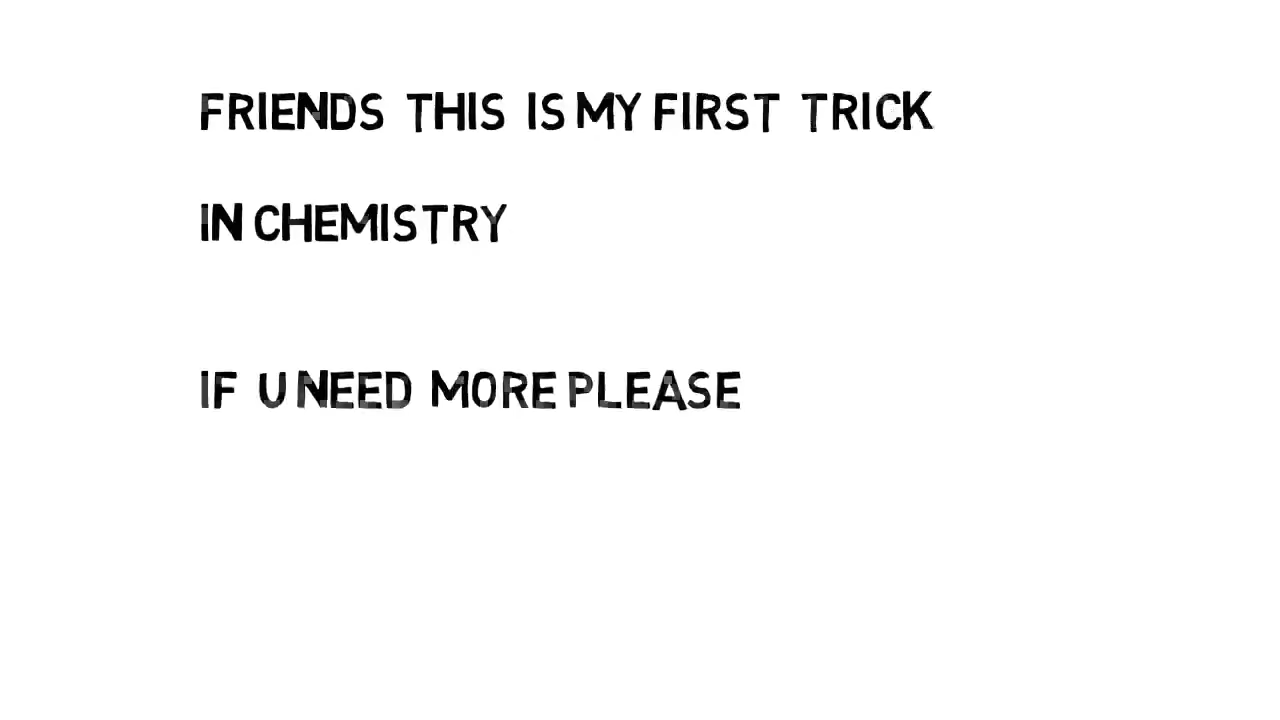 FRIENDS THIS IS MY FIRST TRICK
IN CHEMISTRY
IF U NEED MORE PLEASE